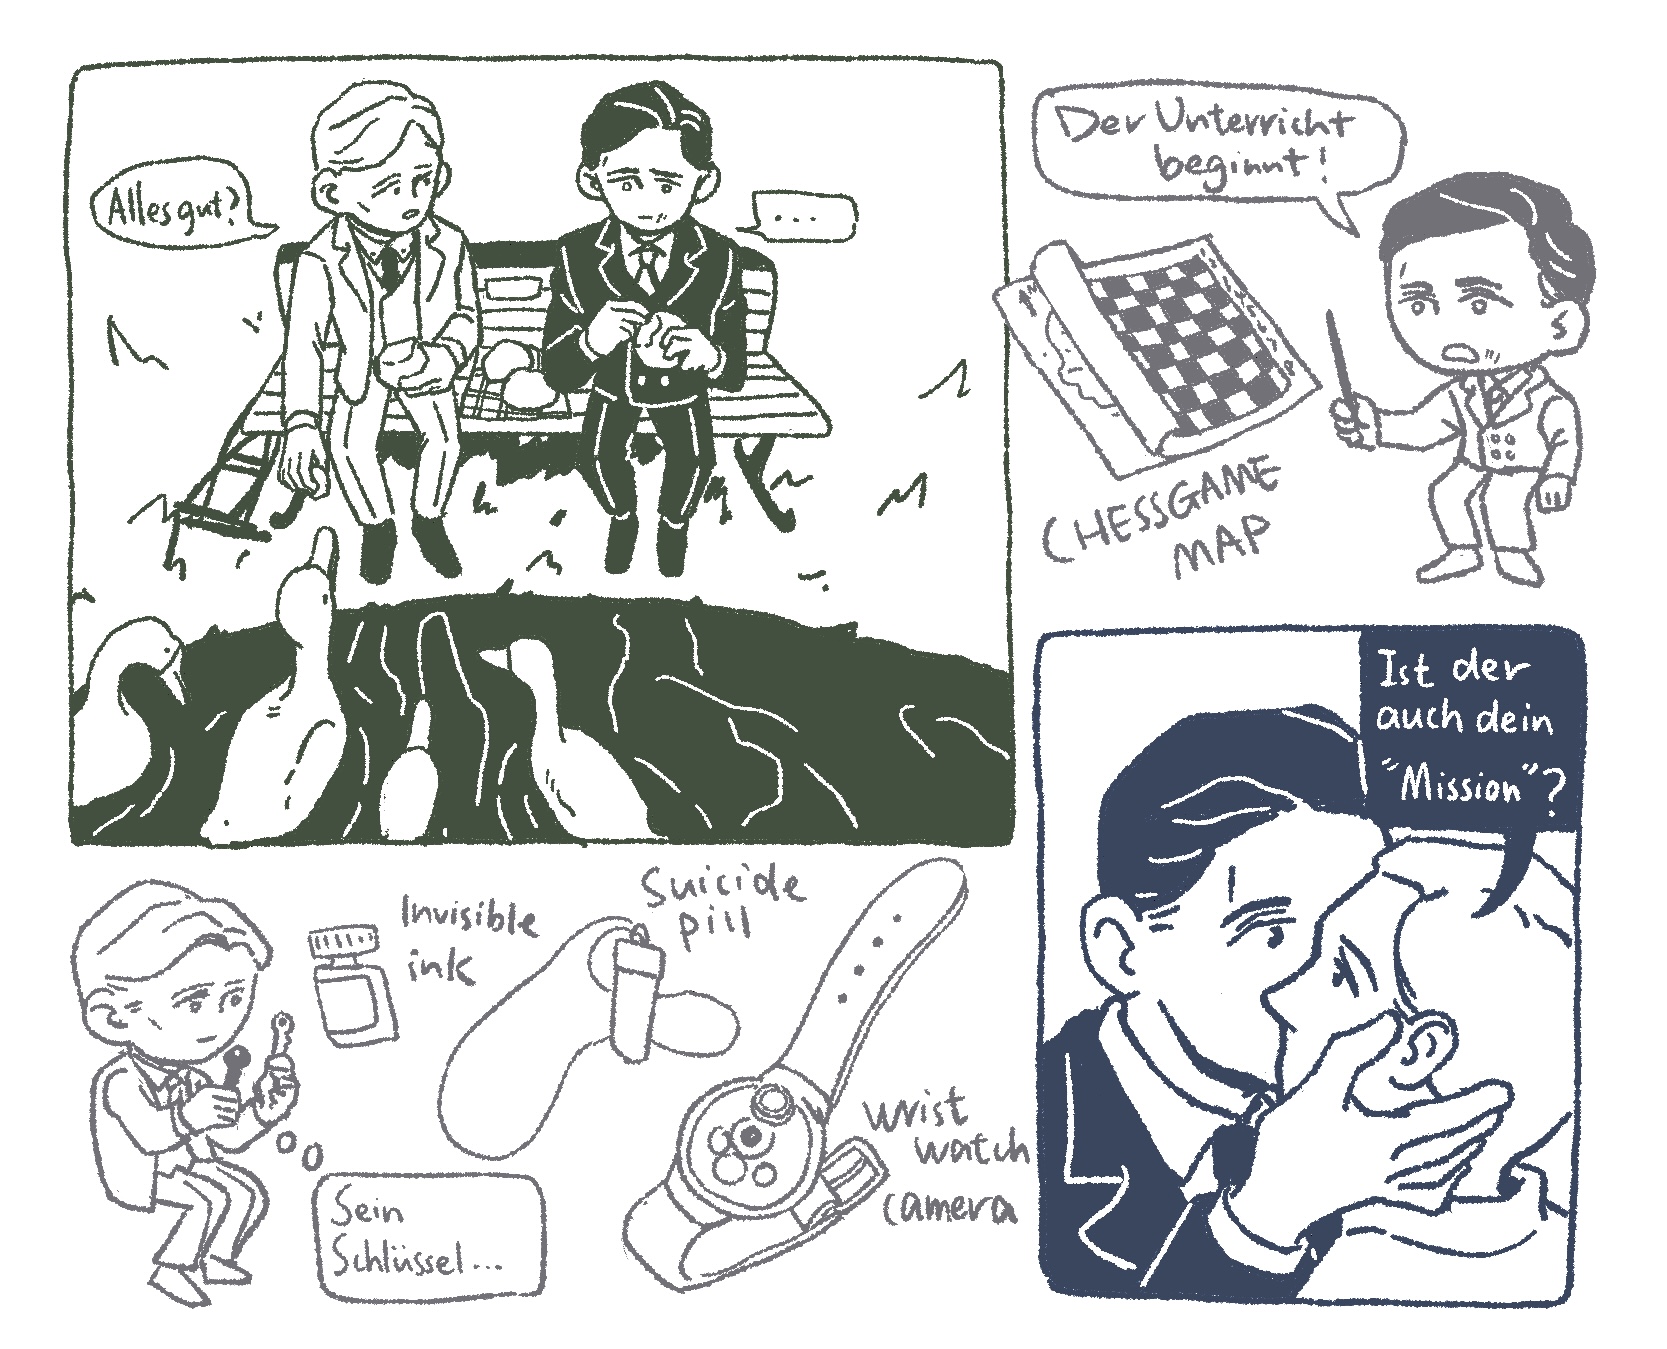 Alles gut?
...
Der Unterricht
beginnt!
CHESSGAME
MAP
Ist der
auch dein
"Mission"?
Invisible
ink
Suicide
pill
wrist
watch
camera
Sein
Schlüssel...